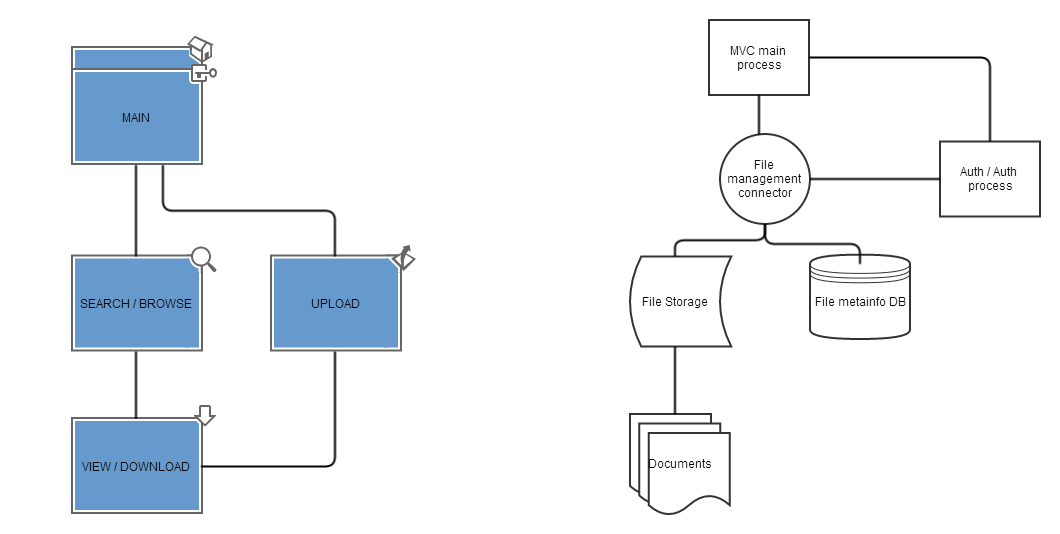 MAIN
SEARCH / BROWSE
UPLOAD
VIEW / DOWNLOAD
MVC main
process
File
management
connector
Auth / Auth
process
File Storage
File metainfo DB
Documents